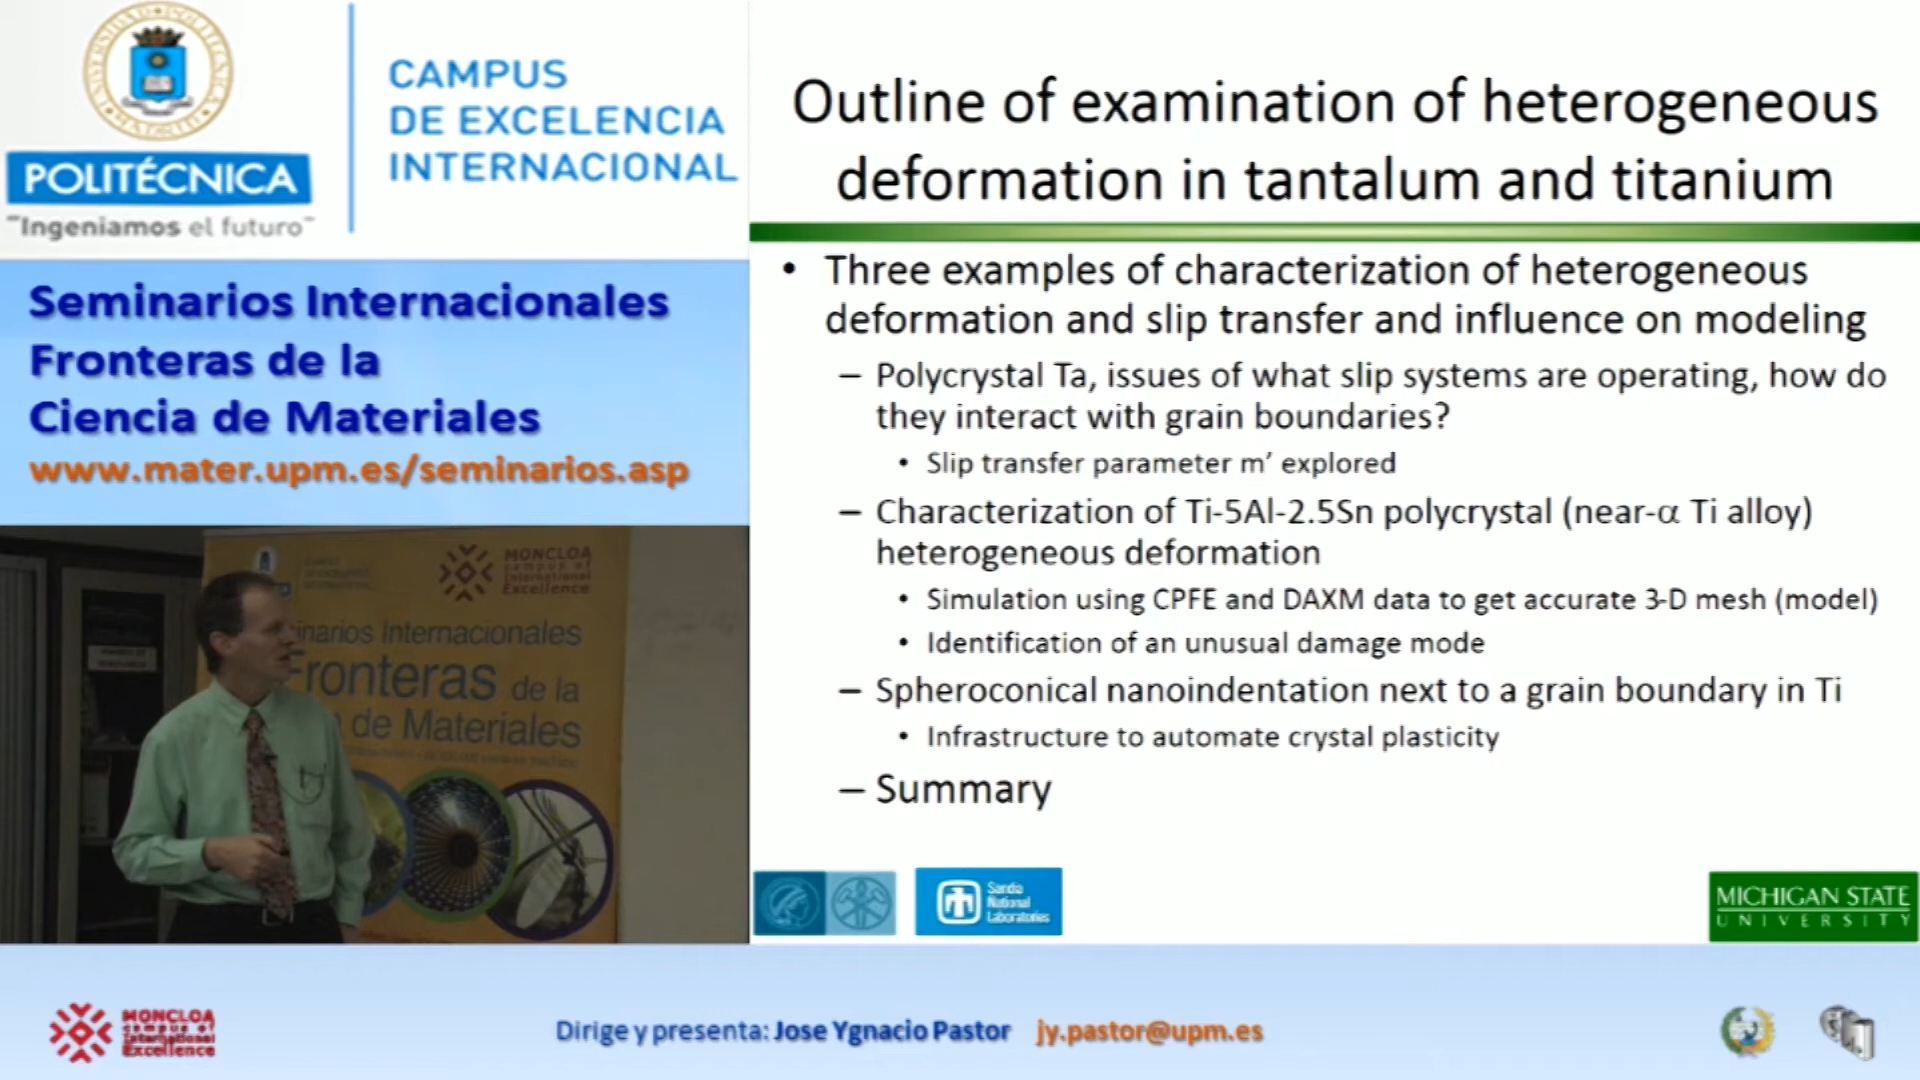 UNIVERSIDAD POLITÉCNICA
MADRID
POLITÉCNICA
"Ingeniamos el futuro"
CAMPUS
DE EXCELENCIA
INTERNACIONAL
Seminarios Internacionales
Fronteras de la
Ciencia de Materiales
www.mater.upm.es/seminarios.asp
MONCLOA
campus of
International
Excellence
inarios Internacionales
Fronteras de la
de Materiales
Outline of examination of heterogeneous
deformation in tantalum and titanium
• Three examples of characterization of heterogeneous
deformation and slip transfer and influence on modeling
– Polycrystal Ta, issues of what slip systems are operating, how do
they interact with grain boundaries?
• Slip transfer parameter m’ explored
– Characterization of Ti-5Al-2.5Sn polycrystal (near-α Ti alloy)
heterogeneous deformation
• Simulation using CPFE and DAXM data to get accurate 3-D mesh (model)
• Identification of an unusual damage mode
– Spheroconical nanoindentation next to a grain boundary in Ti
• Infrastructure to automate crystal plasticity
– Summary
Sandia
National
Laboratories
MICHIGAN STATE
UNIVERSITY
MONCLOA
campus of
International
Excellence
Dirige y presenta: Jose Ygnacio Pastor jy.pastor@upm.es